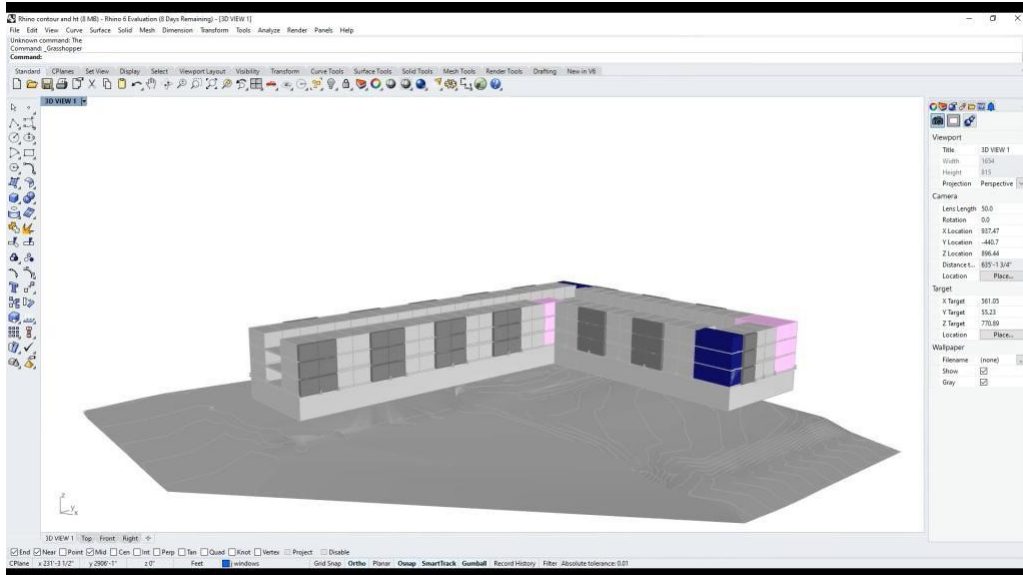 Rhino contour and ht (8 MB) - Rhino 6 Evaluation (8 Days Remaining) - [3D VIEW 1]
File Edit View Curve Surface Solid Mesh Dimension Transform Tools Analyze Render Panels Help
Unknown command: The
Command: _Grasshopper
Command:
Standard CPlanes Set View Display Select Viewport Layout Visibility Transform Curve Tools Surface Tools Solid Tools Mesh Tools Render Tools Drafting New in V6
3D VIEW 1
Viewport
Title 3D VIEW 1
Width 1654
Height 815
Projection Perspective
Camera
Lens Length 50.0
Rotation 0.0
X Location 937.47
Y Location -440.7
Z Location 896.44
Distance t... 635'-1 3/4"
Location Place...
Target
X Target 561.05
Y Target 55.23
Z Target 770.69
Location Place...
Wallpaper
Filename (none)
Show
Gray
z
y
x
3D VIEW 1 Top Front Right
End Near Point Mid Cen Int Perp Tan Quad Knot Vertex Project Disable
CPlane x 231'-3 1/2" y 2906'-1" z 0" Feet windows Grid Snap Ortho Planar Osnap SmartTrack Gumball Record History Filter Absolute tolerance: 0.01